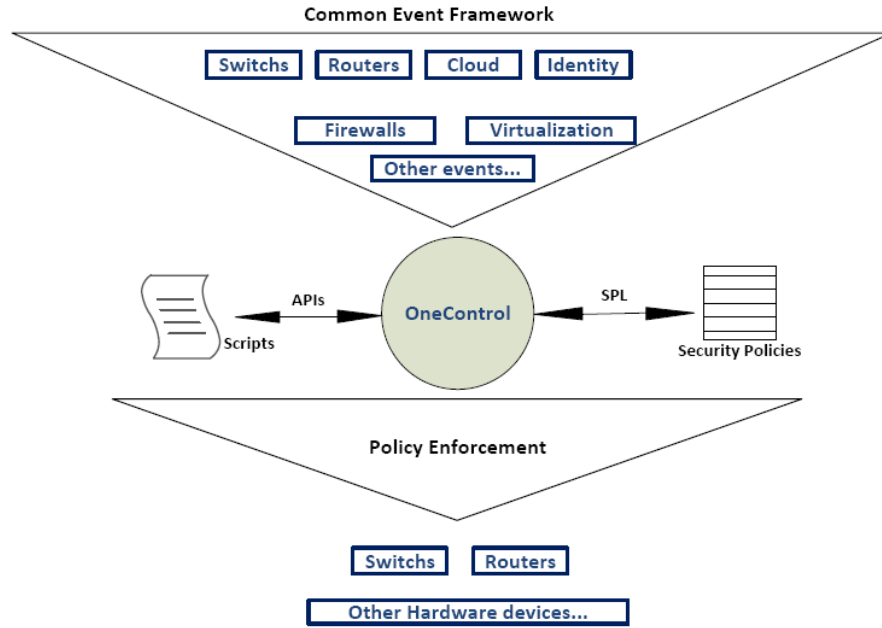 Common Event Framework
Switchs Routers Cloud Identity
Firewalls Virtualization
Other events...
APIs OneControl SPL
Scripts Security Policies
Policy Enforcement
Switchs Routers
Other Hardware devices...